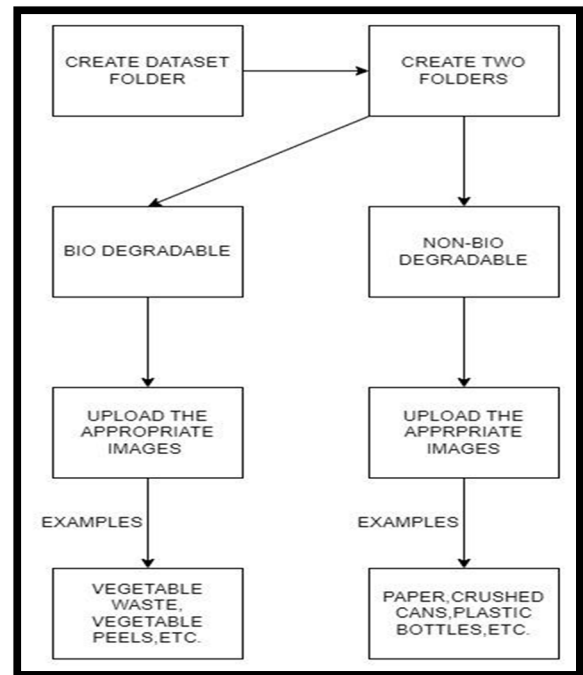 CREATE DATASET
FOLDER
CREATE TWO
FOLDERS
BIO DEGRADABLE
NON-BIO
DEGRADABLE
UPLOAD THE
APPROPRIATE
IMAGES
UPLOAD THE
APPRPRIATE
IMAGES
EXAMPLES
EXAMPLES
VEGETABLE
WASTE,
VEGETABLE
PEELS,ETC.
PAPER,CRUSHED
CANS,PLASTIC
BOTTLES,ETC.